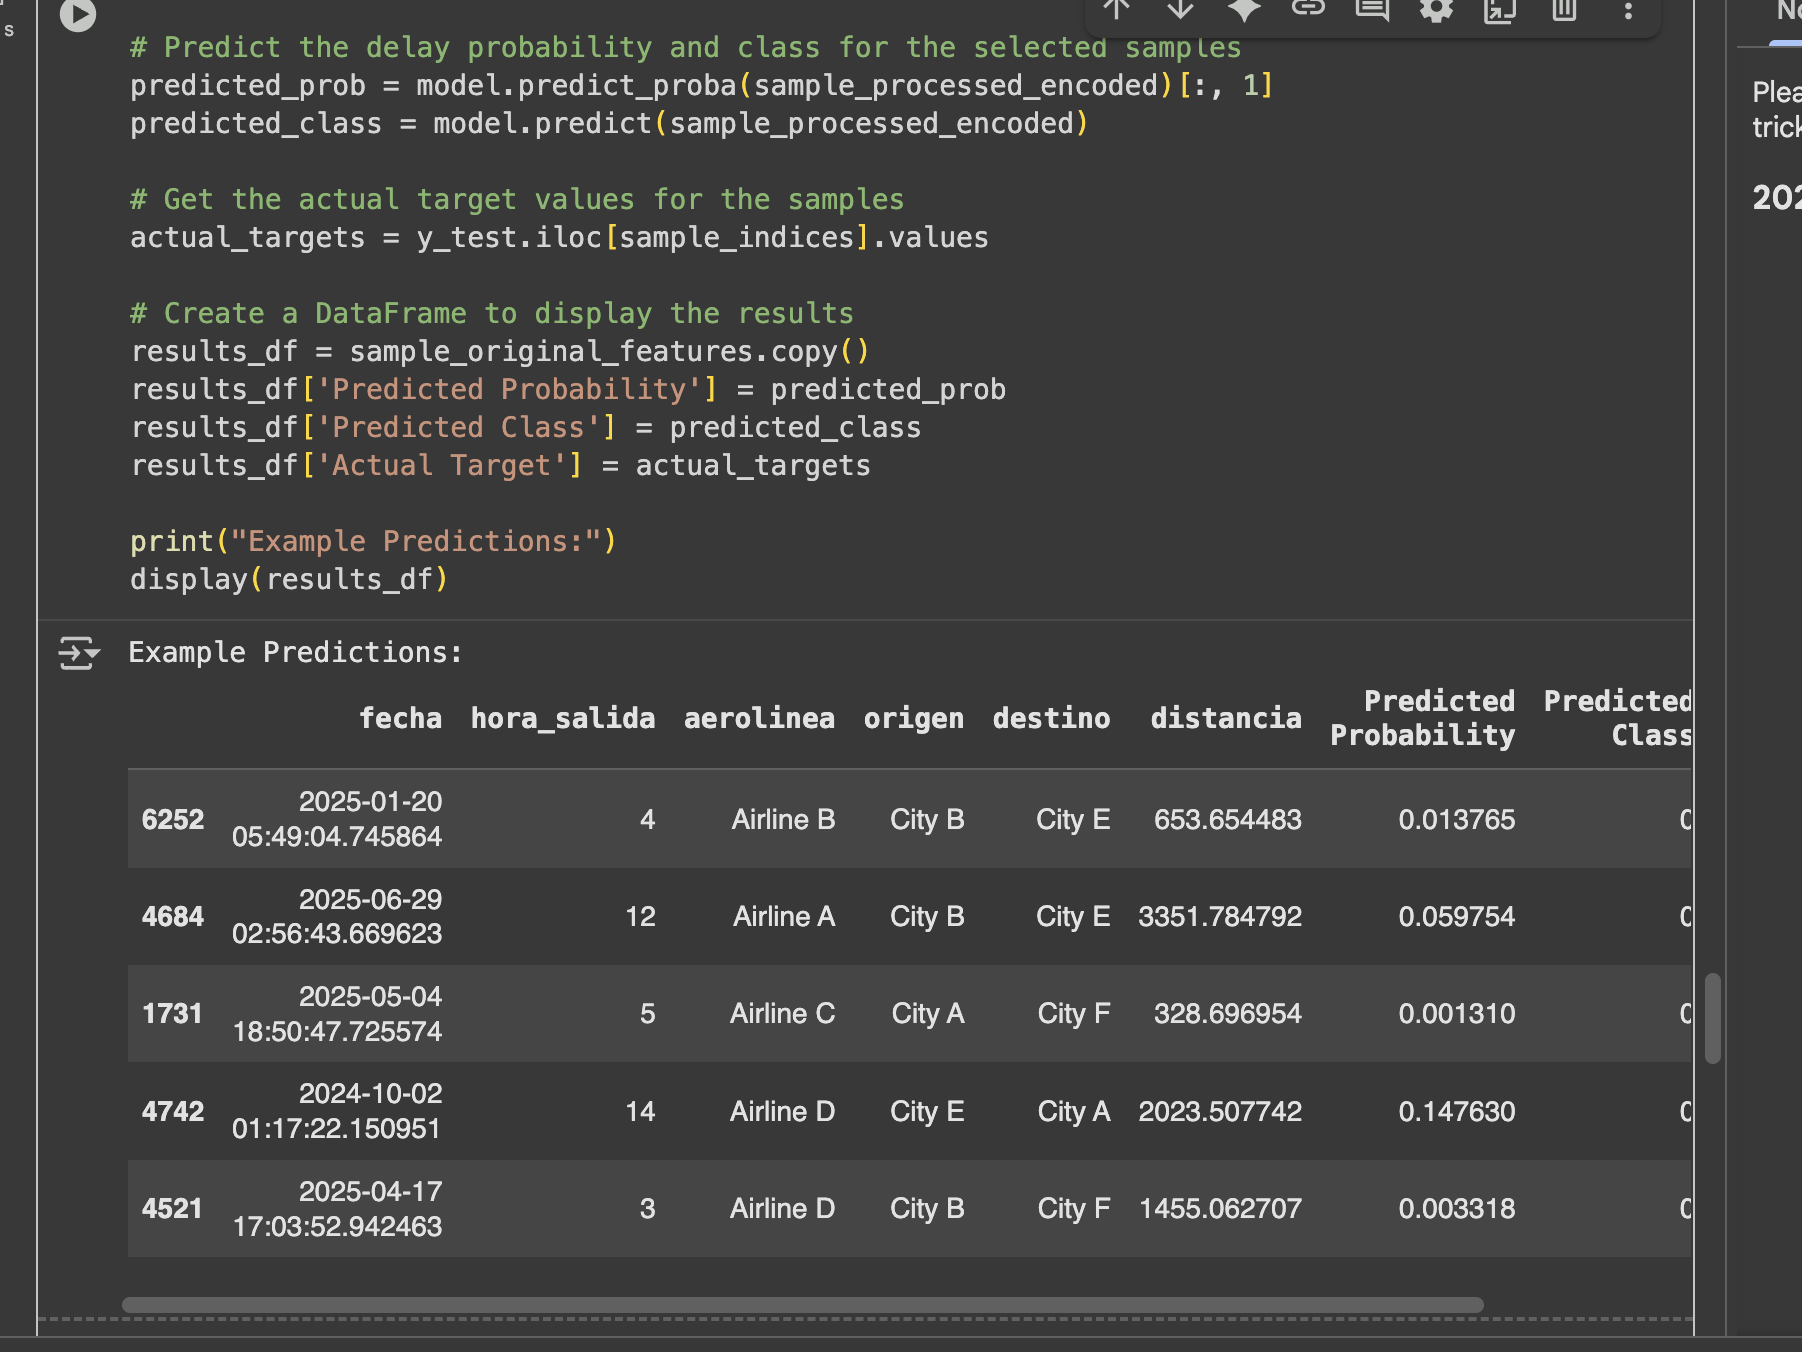 s
# Predict the delay probability and class for the selected samples
predicted_prob = model.predict_proba(sample_processed_encoded)[:, 1]
predicted_class = model.predict(sample_processed_encoded)
# Get the actual target values for the samples
actual_targets = y_test.iloc[sample_indices].values
# Create a DataFrame to display the results
results_df = sample_original_features.copy()
results_df['Predicted Probability'] = predicted_prob
results_df['Predicted Class'] = predicted_class
results_df['Actual Target'] = actual_targets
print("Example Predictions:")
display(results_df)
Example Predictions:
fecha hora_salida aerolinea origen destino distancia Predicted Probability Predicted Class
6252 2025-01-20 05:49:04.745864 4 Airline B City B City E 653.654483 0.013765 0
4684 2025-06-29 02:56:43.669623 12 Airline A City B City E 3351.784792 0.059754 0
1731 2025-05-04 18:50:47.725574 5 Airline C City A City F 328.696954 0.001310 0
4742 2024-10-02 01:17:22.150951 14 Airline D City E City A 2023.507742 0.147630 0
4521 2025-04-17 17:03:52.942463 3 Airline D City B City F 1455.062707 0.003318 0